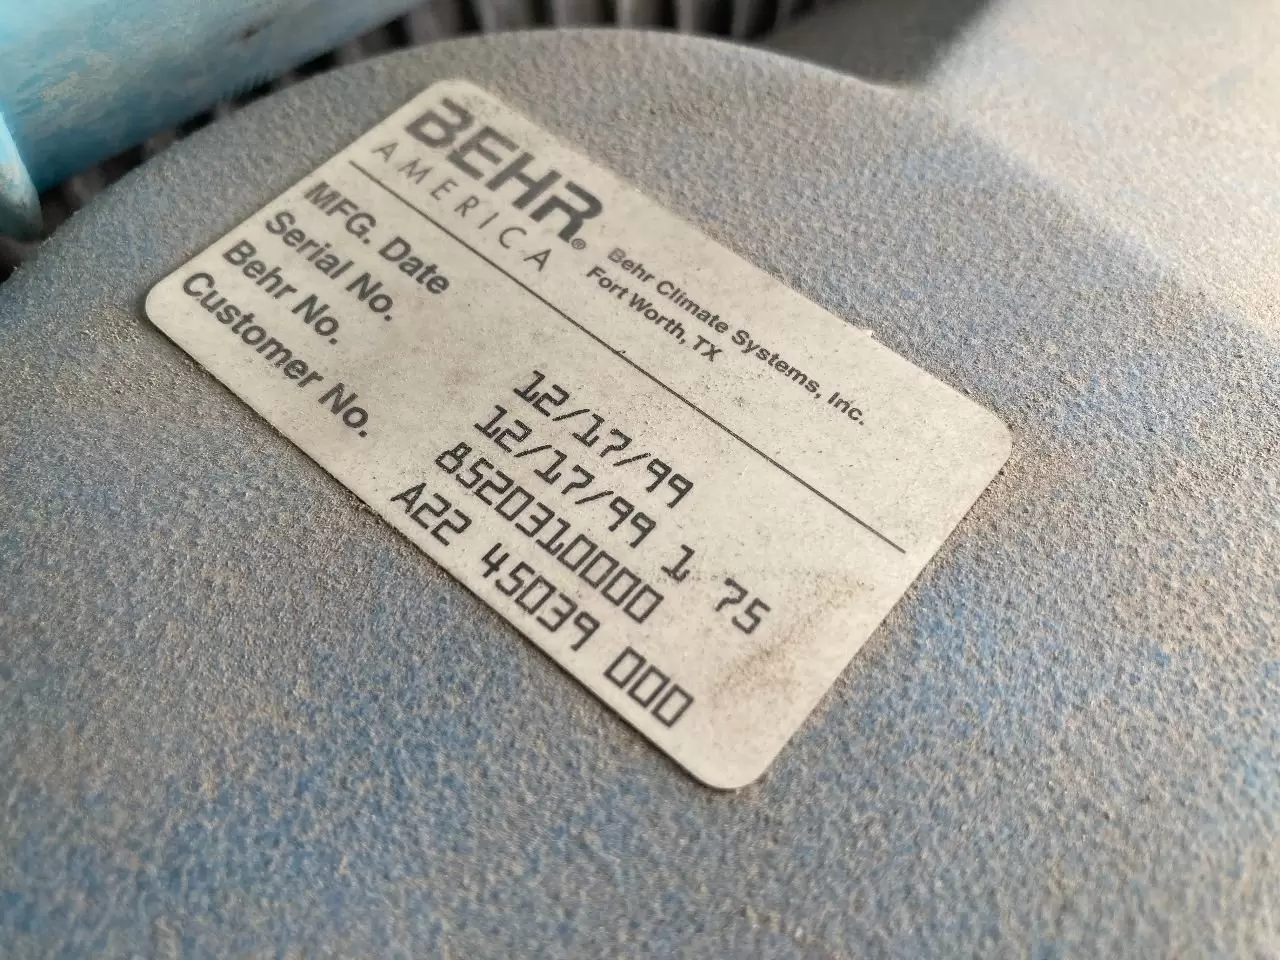 BEHR®
AMERICA
Behr Climate Systems, Inc.
Fort Worth, TX
MFG. Date 12/17/99
Serial No. 12/17/99 1 75
Behr No. 8520310000
Customer No. A22 45039 000